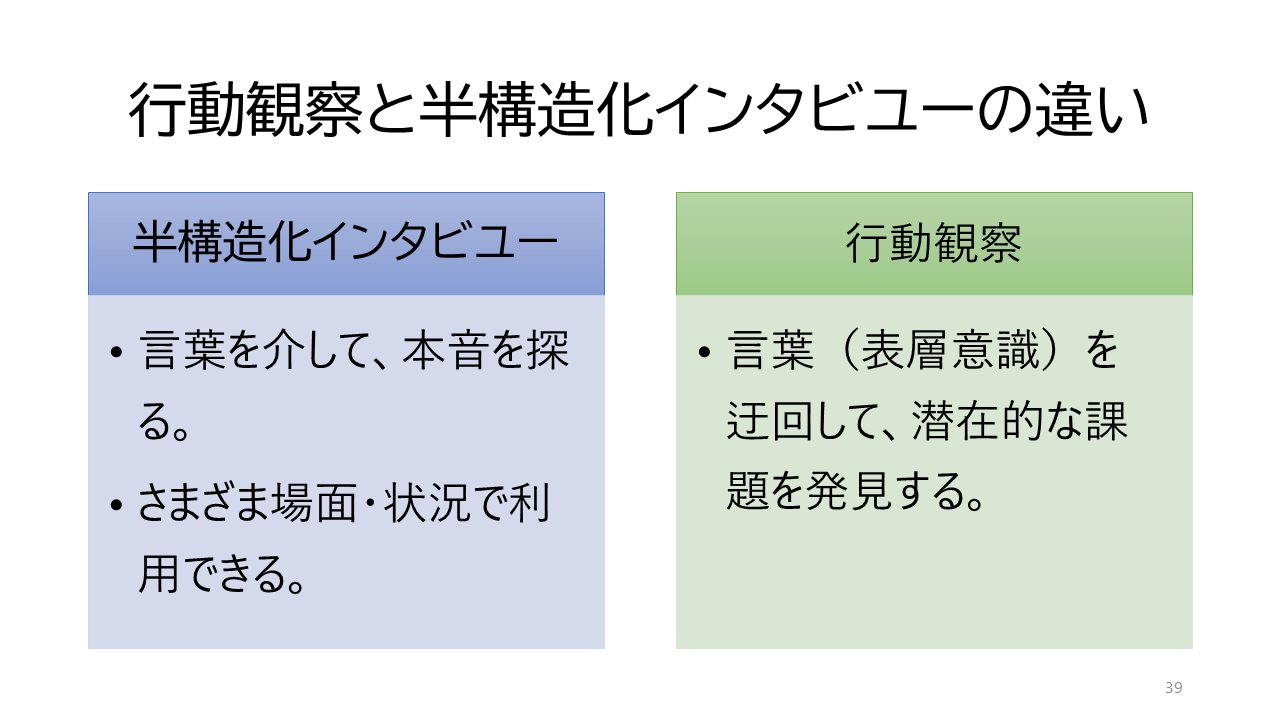 行動観察と半構造化インタビューの違い
半構造化インタビュー
• 言葉を介して、本音を探
る。
• さまざま場面・状況で利
用できる。
行動観察
• 言葉（表層意識）を
迂回して、潜在的な課
題を発見する。
39